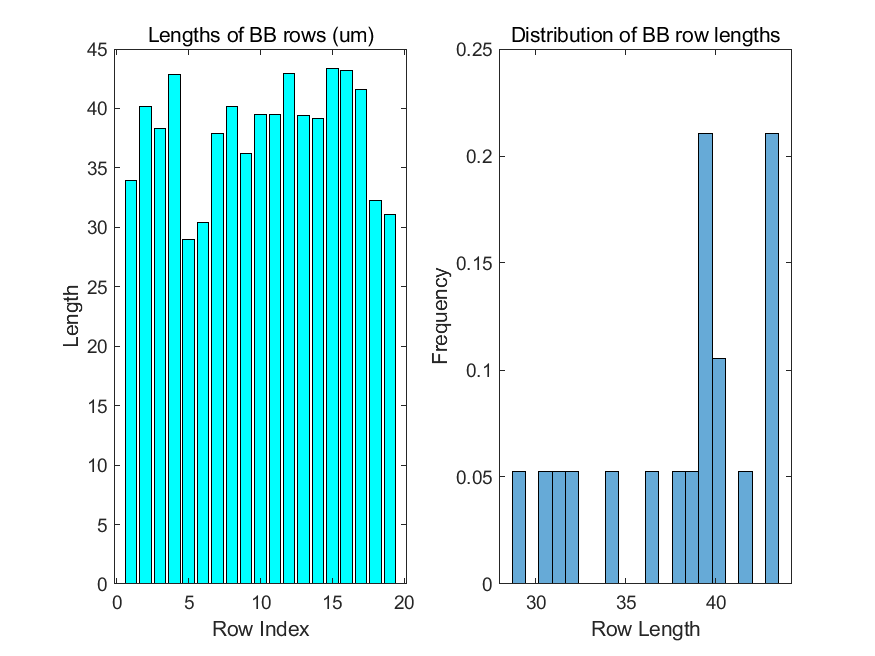 Lengths of BB rows (um)
45
40
35
30
25
20
15
10
5
0
Length
0 5 10 15 20
Row Index
Distribution of BB row lengths
0.25
0.2
0.15
0.1
0.05
0
Frequency
30 35 40
Row Length